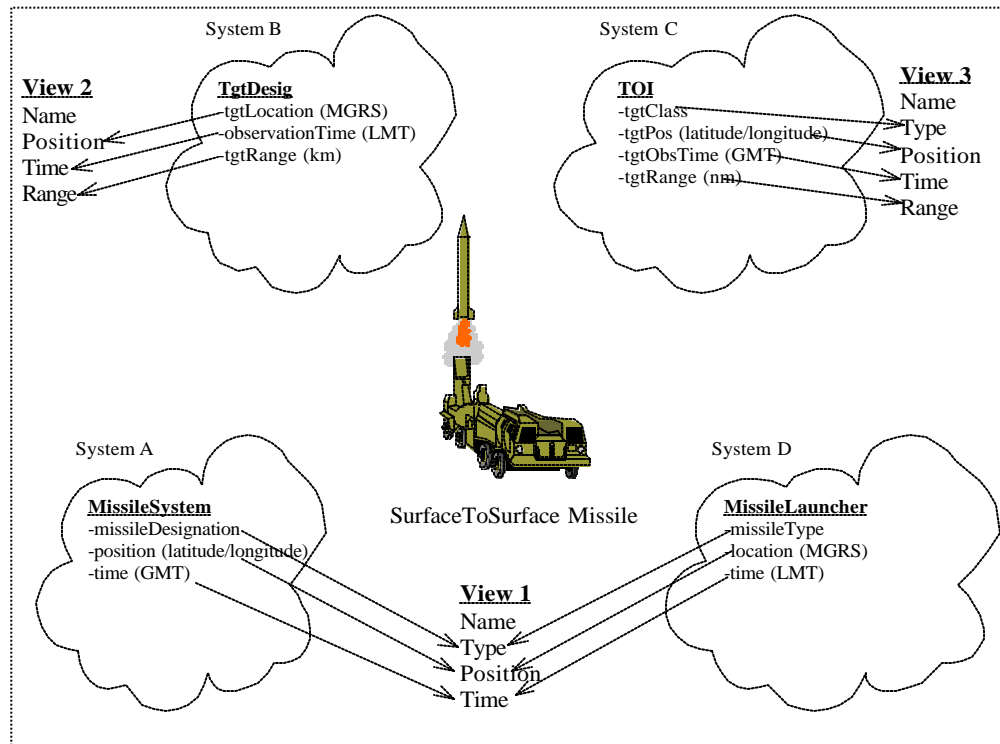 System B
View 2
Name
Position
Time
Range
TgtDesig
-tgtLocation (MGRS)
-observationTime (LMT)
-tgtRange (km)
System C
TOI
-tgtClass
-tgtPos (latitude/longitude)
-tgtObsTime (GMT)
-tgtRange (nm)
View 3
Name
Type
Position
Time
Range
SurfaceToSurface Missile
System A
MissileSystem
-missileDesignation
-position (latitude/longitude)
-time (GMT)
View 1
Name
Type
Position
Time
System D
MissileLauncher
-missileType
-location (MGRS)
-time (LMT)